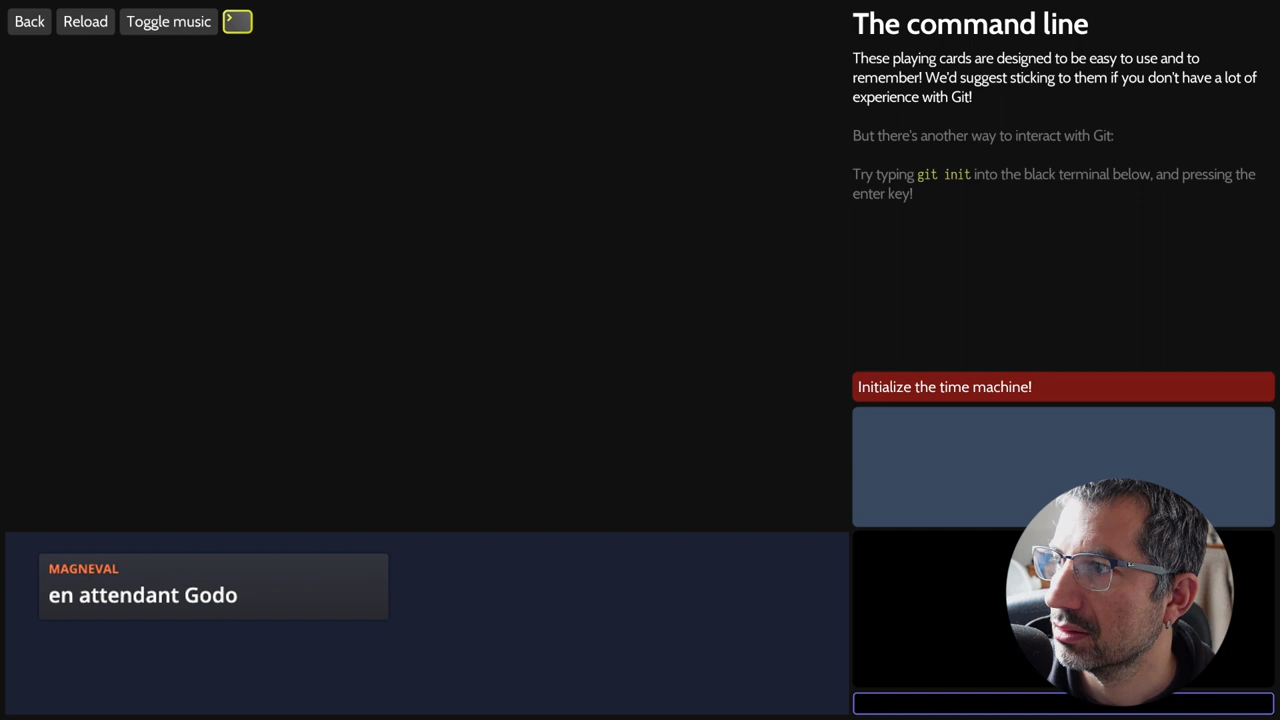 Back
Reload
Toggle music
The command line
These playing cards are designed to be easy to use and to
remember! We'd suggest sticking to them if you don't have a lot of
experience with Git!
But there's another way to interact with Git:
Try typing git init into the black terminal below, and pressing the
enter key!
Initialize the time machine!
MAGNEVAL
en attendant Godo